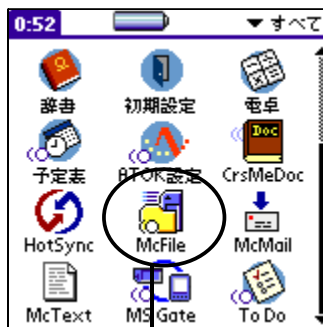 0:52 ▼ すべて
辞書 初期設定 電卓
予定表 ATOK設定 CrsMeDoc
Doc
HotSync McFile McMail
McText MS Gate To Do